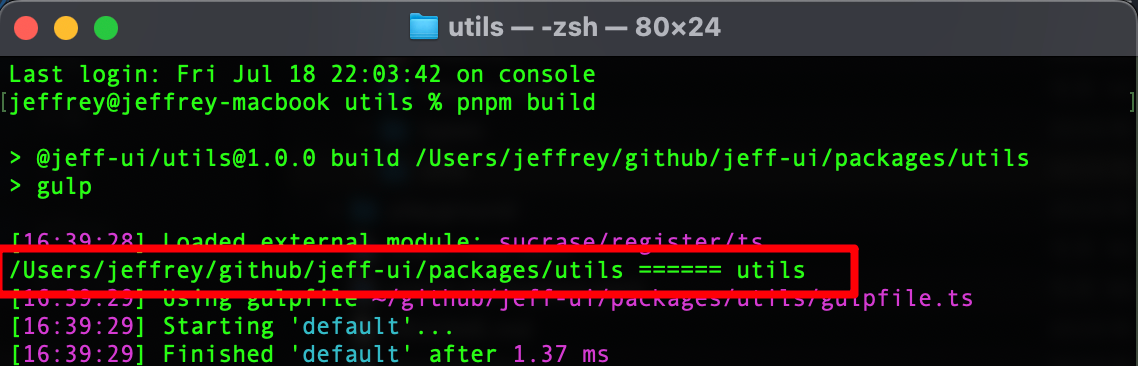 utils — -zsh — 80×24
Last login: Fri Jul 18 22:03:42 on console
[jeffrey@jeffrey-macbook utils % pnpm build ]
> @jeff-ui/utils@1.0.0 build /Users/jeffrey/github/jeff-ui/packages/utils
> gulp
[16:39:28] Loaded external module: sucrase/register/ts
/Users/jeffrey/github/jeff-ui/packages/utils ====== utils
[16:39:29] Using gulpfile ~/github/jeff-ui/packages/utils/gulpfile.ts
[16:39:29] Starting 'default'...
[16:39:29] Finished 'default' after 1.37 ms